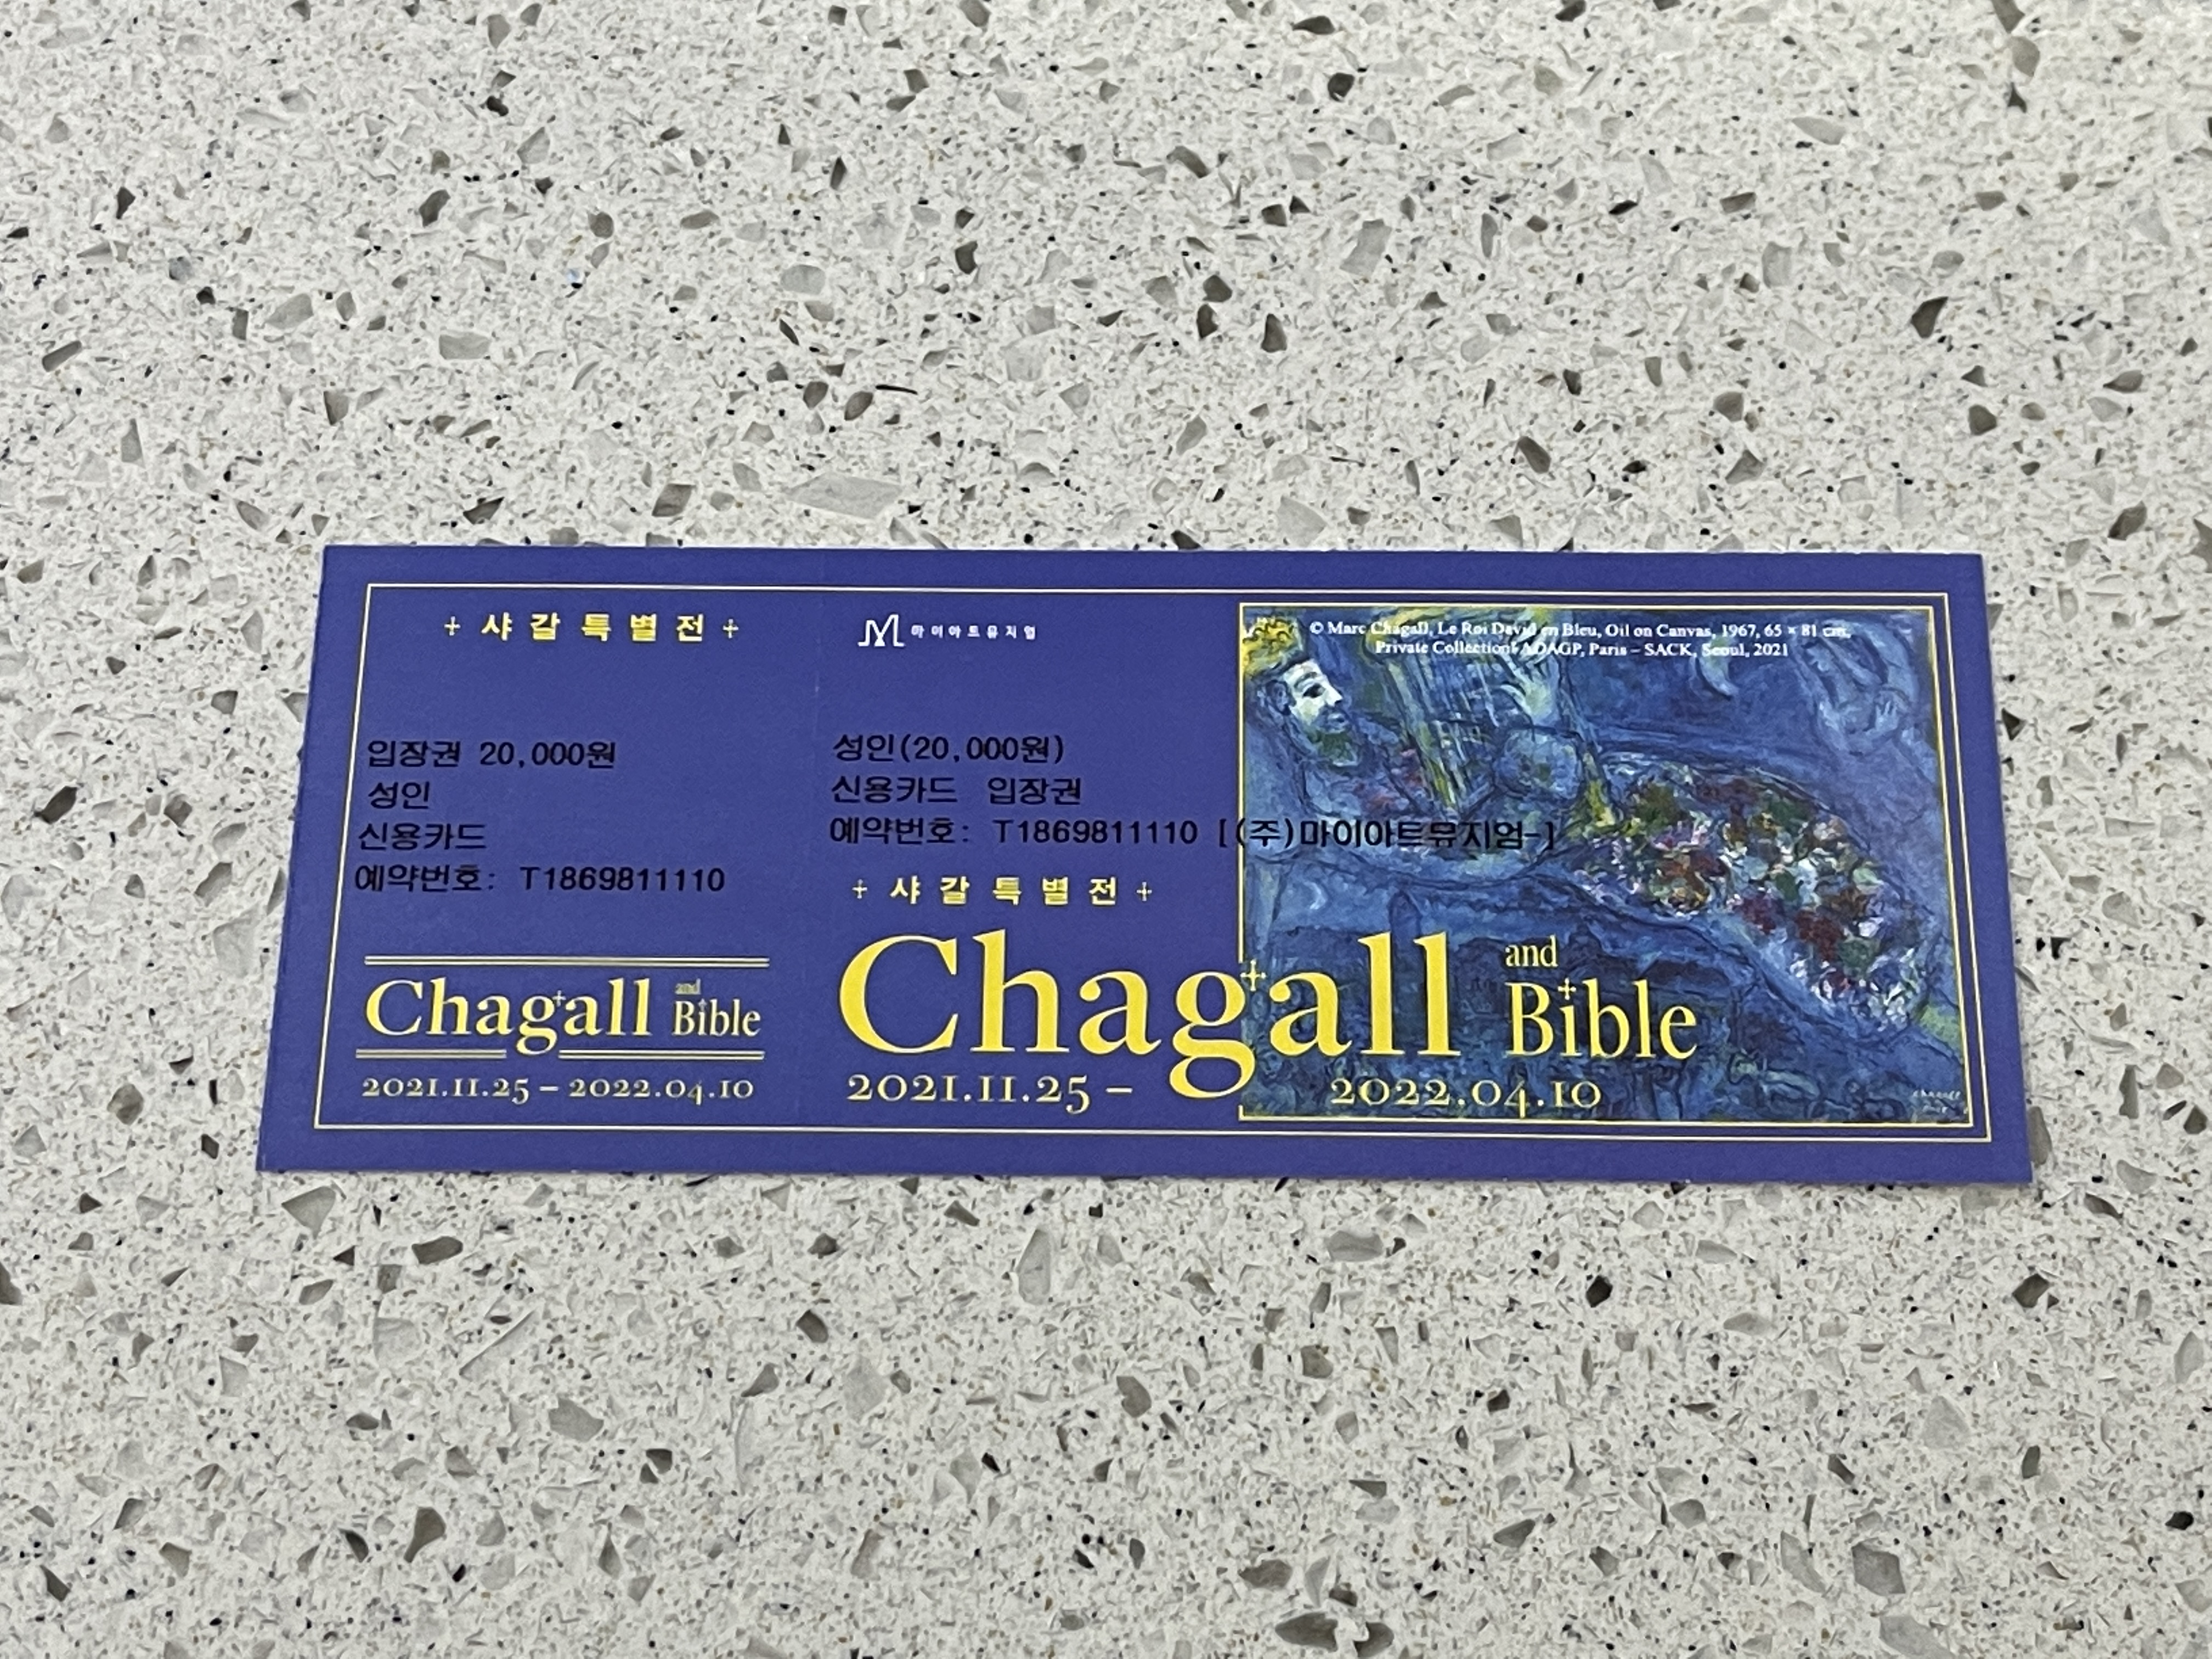 + 샤갈특별전 +
입장권 20,000원
성인
신용카드
예약번호: T1869811110
Chagall and Bible
2021.11.25 – 2022.04.10
마이아트뮤지엄
성인(20,000원)
신용카드 입장권
예약번호: T1869811110 [(주)마이아트뮤지엄-]
+ 샤갈특별전 +
Chagall and Bible
2021.11.25 – 2022.04.10
© Marc Chagall, Le Roi David en Bleu, Oil on Canvas, 1967, 65 × 81 cm,
Private Collection, ADAGP, Paris – SACK, Seoul, 2021